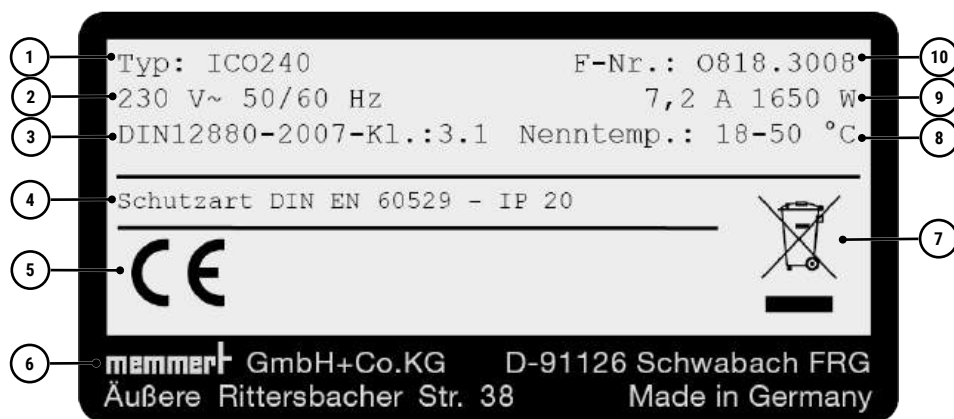 1 Typ: ICO240 F-Nr.: O818.3008 10
2 230 V~ 50/60 Hz 7,2 A 1650 W 9
3 DIN12880-2007-Kl.:3.1 Nenntemp.: 18-50 °C 8
4 Schutzart DIN EN 60529 - IP 20
7
5 CE
6 memmert GmbH+Co.KG D-91126 Schwabach FRG
Äußere Rittersbacher Str. 38 Made in Germany